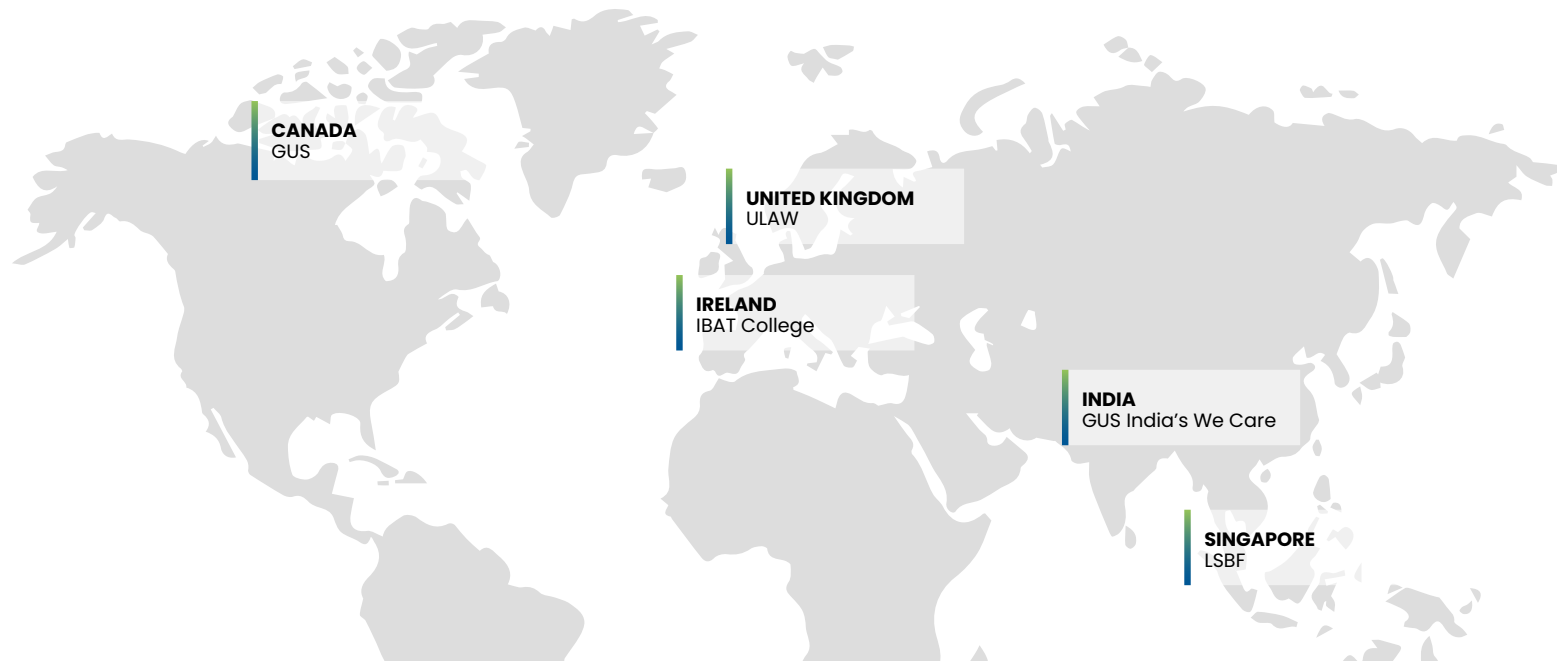 CANADA
GUS
UNITED KINGDOM
ULAW
IRELAND
IBAT College
INDIA
GUS India’s We Care
SINGAPORE
LSBF